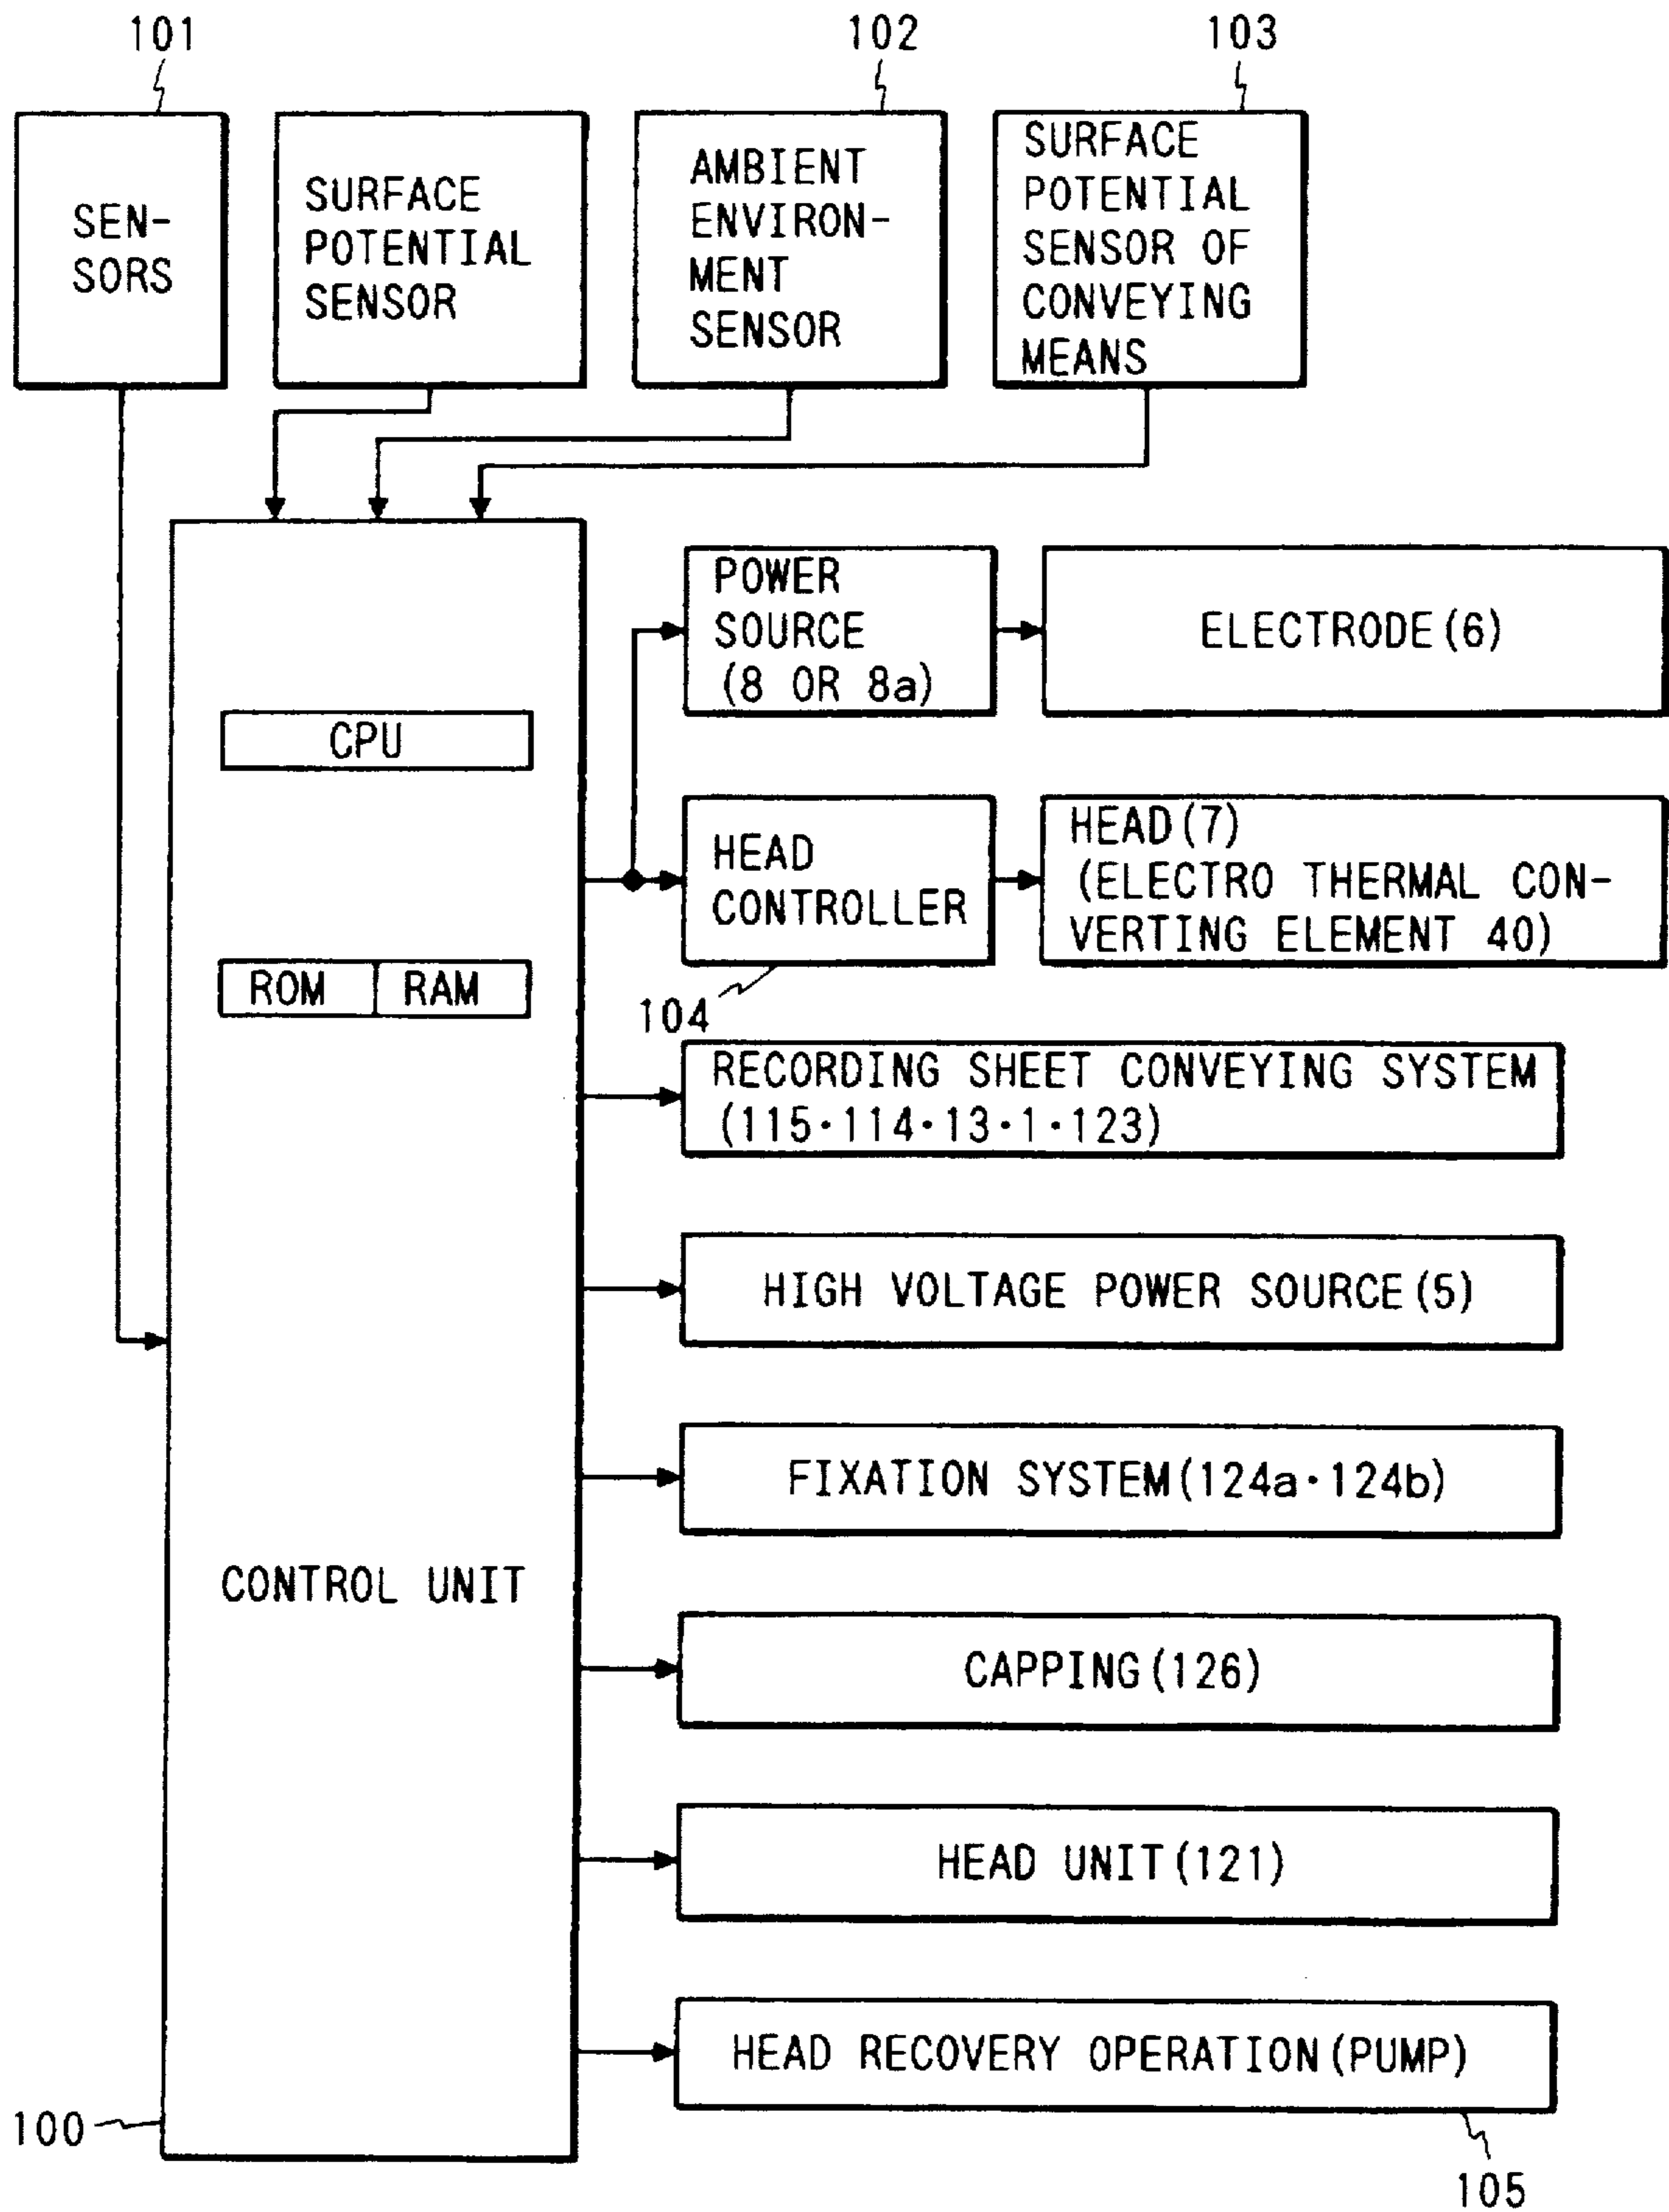 101
102
103
SEN-
SORS
SURFACE
POTENTIAL
SENSOR
AMBIENT
ENVIRON-
MENT
SENSOR
SURFACE
POTENTIAL
SENSOR OF
CONVEYING
MEANS
POWER
SOURCE
(8 OR 8a)
ELECTRODE(6)
CPU
HEAD
CONTROLLER
HEAD(7)
(ELECTRO THERMAL CON-
VERTING ELEMENT 40)
ROM
RAM
104
RECORDING SHEET CONVEYING SYSTEM
(115·114·13·1·123)
HIGH VOLTAGE POWER SOURCE(5)
FIXATION SYSTEM(124a·124b)
CONTROL UNIT
CAPPING(126)
HEAD UNIT(121)
HEAD RECOVERY OPERATION(PUMP)
100
105